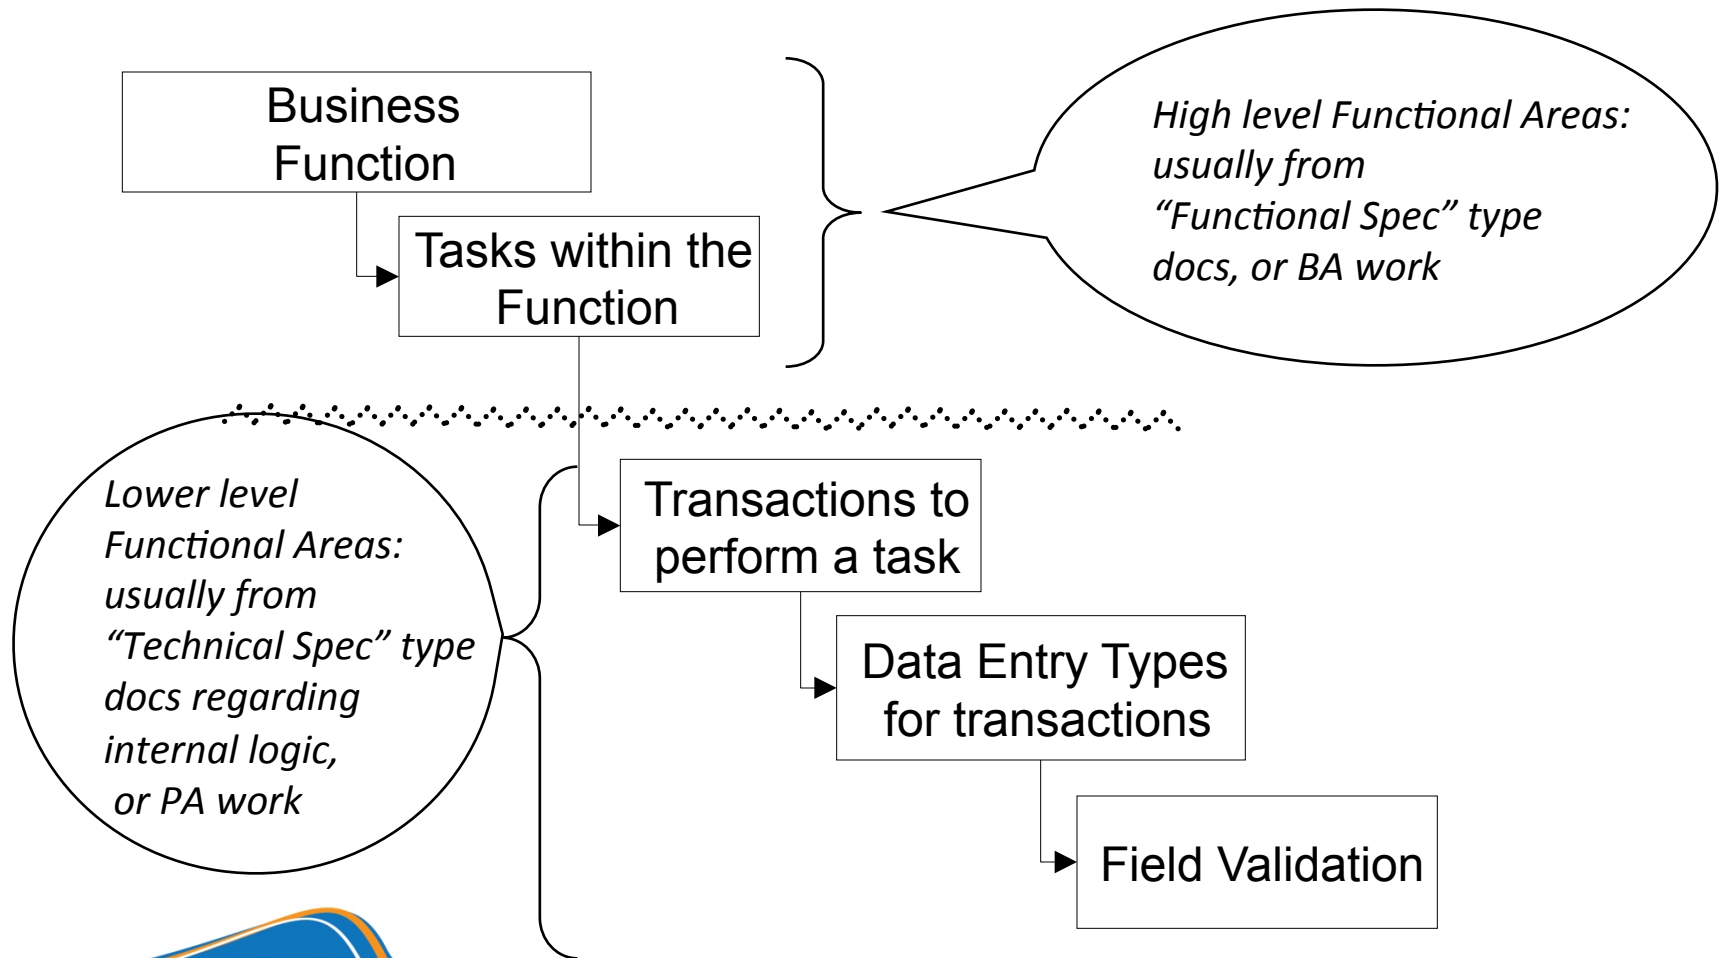 Business
Function
High level Functional Areas:
usually from
“Functional Spec” type
docs, or BA work
Tasks within the
Function
Lower level
Functional Areas:
usually from
“Technical Spec” type
docs regarding
internal logic,
or PA work
Transactions to
perform a task
Data Entry Types
for transactions
Field Validation